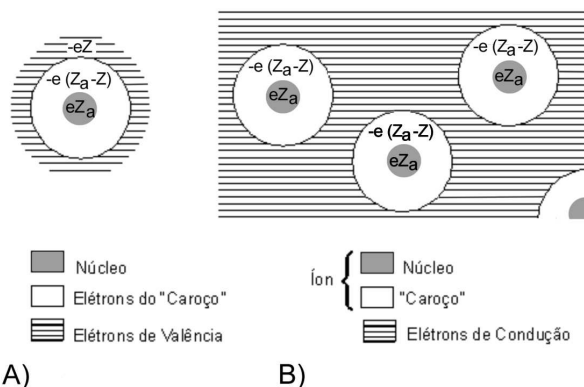 -eZ
-e (Zₐ-Z)
eZₐ
-e (Zₐ-Z)
eZₐ
-e (Zₐ-Z)
eZₐ
-e (Zₐ-Z)
eZₐ
Núcleo
Elétrons do "Caroço"
Elétrons de Valência
A)
Íon
Núcleo
"Caroço"
Elétrons de Condução
B)